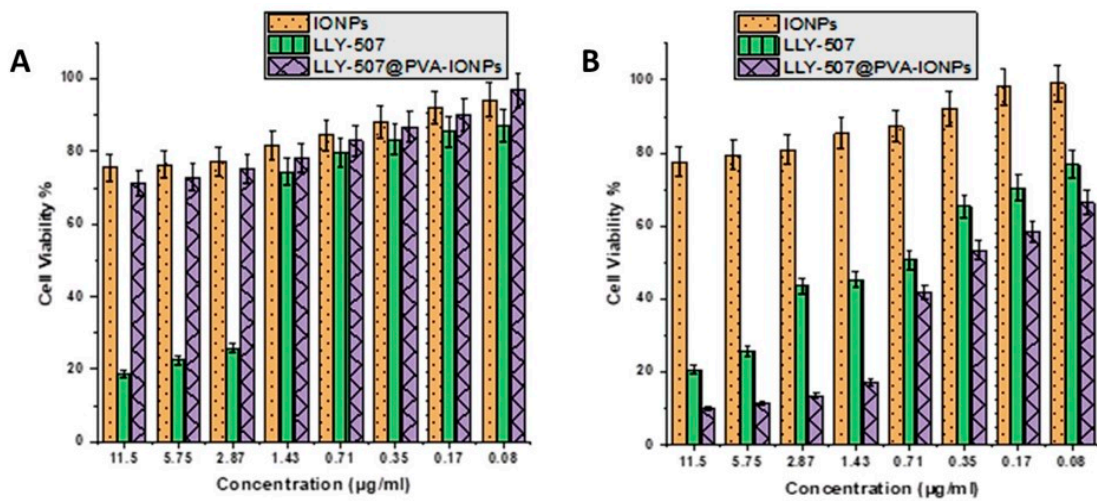 A
IONPs
LLY-507
LLY-507@PVA-IONPs
Cell Viability %
100
80
60
40
20
0
11.5 5.75 2.87 1.43 0.71 0.35 0.17 0.08
Concentration (µg/ml)
B
IONPs
LLY-507
LLY-507@PVA-IONPs
Cell Viability %
100
80
60
40
20
0
11.5 5.75 2.87 1.43 0.71 0.35 0.17 0.08
Concentration (µg/ml)